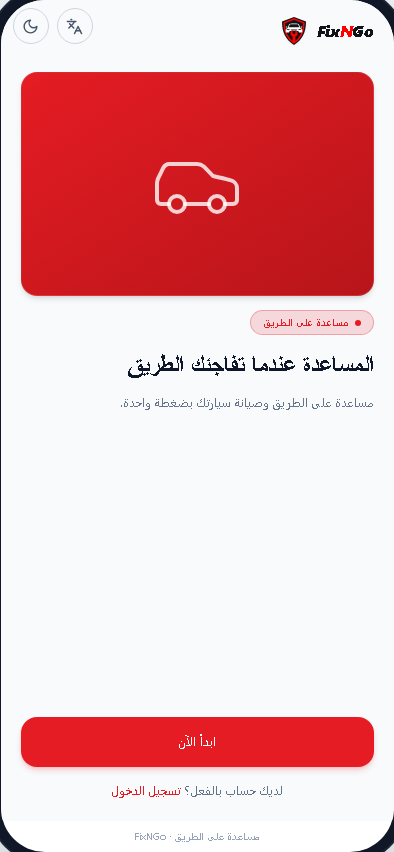 FixNGo
مساعدة على الطريق
المساعدة عندما تفاجئك الطريق
مساعدة على الطريق وصيانة سيارتك بضغطة واحدة.
ابدأ الآن
لديك حساب بالفعل؟ تسجيل الدخول
مساعدة على الطريق · FixNGo